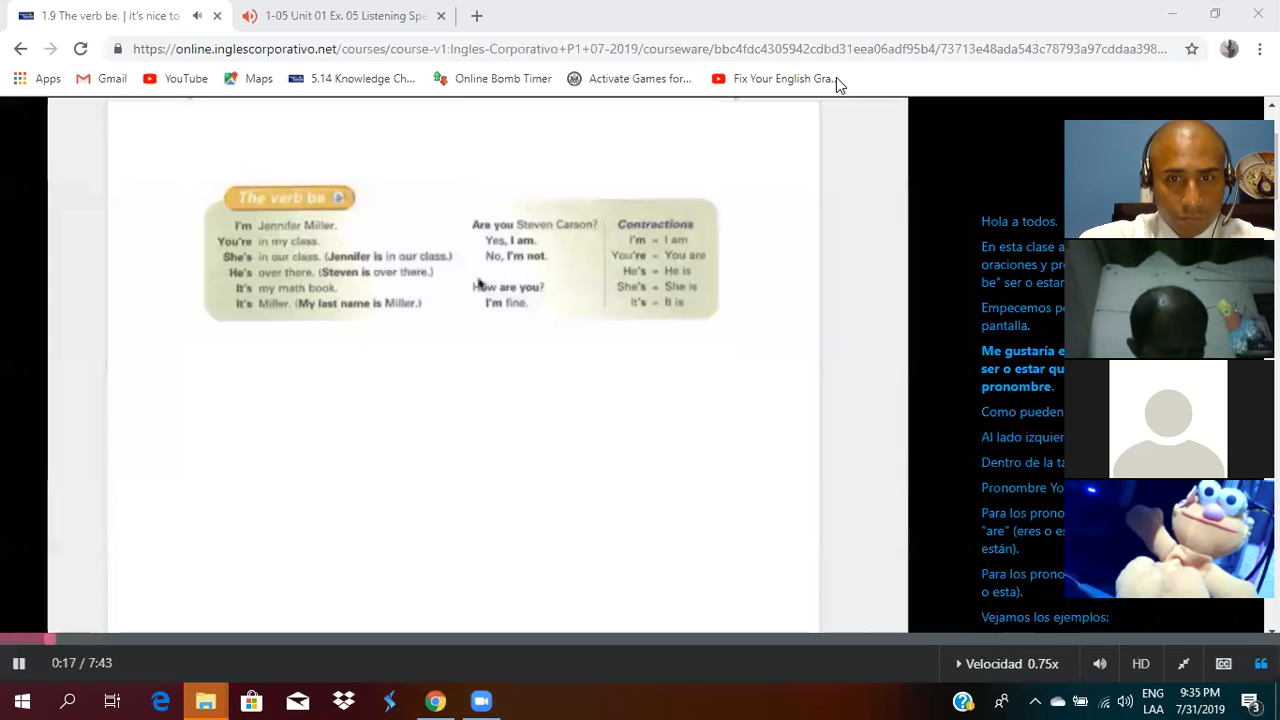 1.9 The verb be. | it's nice to
1-05 Unit 01 Ex. 05 Listening Spe
https://online.inglescorporativo.net/courses/course-v1:Ingles-Corporativo+P1+07-2019/courseware/bbc4fdc4305942cdbd31eea06adf95b4/73713e48ada543c78793a97cddaa398...
Apps
Gmail
YouTube
Maps
5.14 Knowledge Ch...
Online Bomb Timer
Activate Games for...
Fix Your English Gra...
The verb be
I'm Jennifer Miller.
You're in my class.
She's in our class. (Jennifer is in our class.)
He's over there. (Steven is over there.)
It's my math book.
It's Miller. (My last name is Miller.)
Are you Steven Carson?
Yes, I am.
No, I'm not.
How are you?
I'm fine.
Contractions
I'm = I am
You're = You are
He's = He is
She's = She is
It's = It is
Hola a todos.
En esta clase a
oraciones y pr
be" ser o estar
Empecemos p
pantalla.
Me gustaría e
ser o estar qu
pronombre.
Como pueden
Al lado izquier
Dentro de la ta
Pronombre Yo
Para los prono
"are" (eres o es
están).
Para los prono
o esta).
Vejamos los ejemplos:
0:17 / 7:43
Velocidad 0.75x
HD
ENG
LAA
9:35 PM
7/31/2019
3